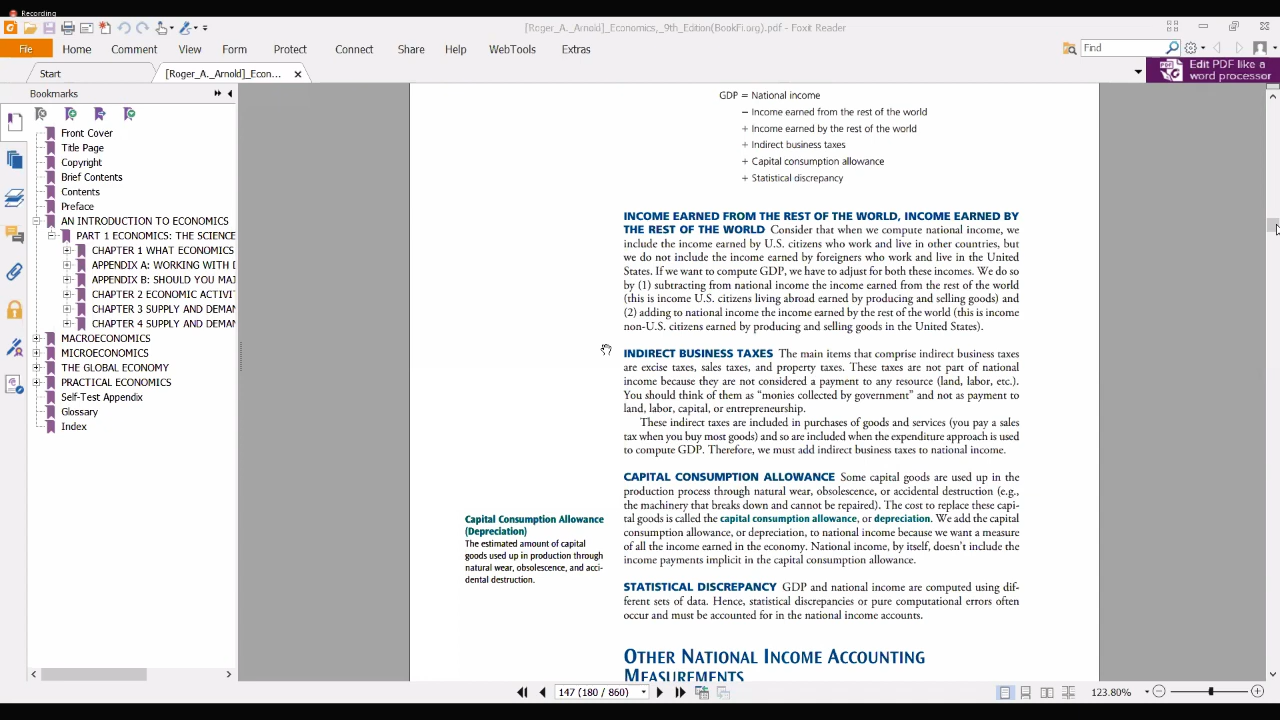 Recording
[Roger_A._Arnold]_Economics,_9th_Edition(BookFi.org).pdf - Foxit Reader
File Home Comment View Form Protect Connect Share Help WebTools Extras
Find
Start
[Roger_A._Arnold]_Econ...
Edit PDF like a
word processor
Bookmarks
Front Cover
Title Page
Copyright
Brief Contents
Contents
Preface
AN INTRODUCTION TO ECONOMICS
PART 1 ECONOMICS: THE SCIENCE
CHAPTER 1 WHAT ECONOMICS
APPENDIX A: WORKING WITH D
APPENDIX B: SHOULD YOU MAJ
CHAPTER 2 ECONOMIC ACTIVI
CHAPTER 3 SUPPLY AND DEMAN
CHAPTER 4 SUPPLY AND DEMAN
MACROECONOMICS
MICROECONOMICS
THE GLOBAL ECONOMY
PRACTICAL ECONOMICS
Self-Test Appendix
Glossary
Index
GDP = National income
− Income earned from the rest of the world
+ Income earned by the rest of the world
+ Indirect business taxes
+ Capital consumption allowance
+ Statistical discrepancy
INCOME EARNED FROM THE REST OF THE WORLD, INCOME EARNED BY
THE REST OF THE WORLD Consider that when we compute national income, we
include the income earned by U.S. citizens who work and live in other countries, but
we do not include the income earned by foreigners who work and live in the United
States. If we want to compute GDP, we have to adjust for both these incomes. We do so
by (1) subtracting from national income the income earned from the rest of the world
(this is income U.S. citizens living abroad earned by producing and selling goods) and
(2) adding to national income the income earned by the rest of the world (this is income
non-U.S. citizens earned by producing and selling goods in the United States).
INDIRECT BUSINESS TAXES The main items that comprise indirect business taxes
are excise taxes, sales taxes, and property taxes. These taxes are not part of national
income because they are not considered a payment to any resource (land, labor, etc.).
You should think of them as “monies collected by government” and not as payment to
land, labor, capital, or entrepreneurship.
These indirect taxes are included in purchases of goods and services (you pay a sales
tax when you buy most goods) and so are included when the expenditure approach is used
to compute GDP. Therefore, we must add indirect business taxes to national income.
CAPITAL CONSUMPTION ALLOWANCE Some capital goods are used up in the
production process through natural wear, obsolescence, or accidental destruction (e.g.,
the machinery that breaks down and cannot be repaired). The cost to replace these capi-
tal goods is called the capital consumption allowance, or depreciation. We add the capital
consumption allowance, or depreciation, to national income because we want a measure
of all the income earned in the economy. National income, by itself, doesn’t include the
income payments implicit in the capital consumption allowance.
Capital Consumption Allowance
(Depreciation)
The estimated amount of capital
goods used up in production through
natural wear, obsolescence, and acci-
dental destruction.
STATISTICAL DISCREPANCY GDP and national income are computed using dif-
ferent sets of data. Hence, statistical discrepancies or pure computational errors often
occur and must be accounted for in the national income accounts.
OTHER NATIONAL INCOME ACCOUNTING
MEASUREMENTS
147 (180 / 860)
123.80%